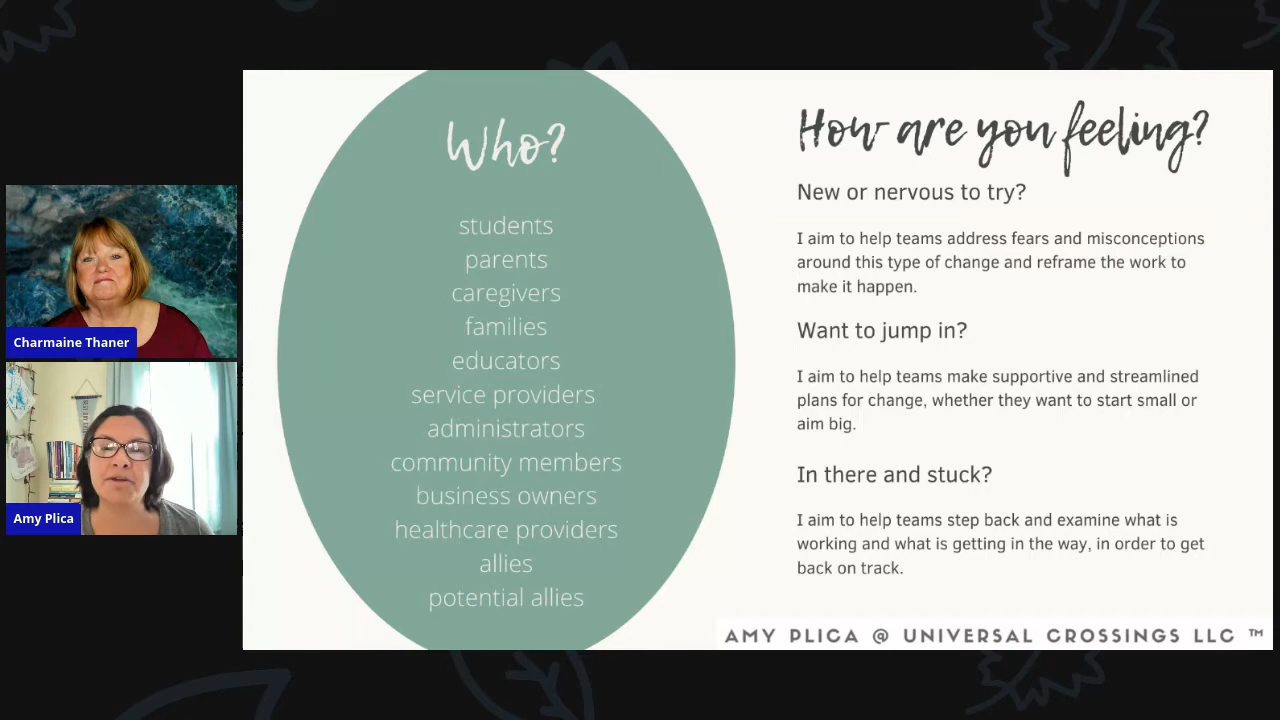 Charmaine Thaner
Amy Plica
Who?
students
parents
caregivers
families
educators
service providers
administrators
community members
business owners
healthcare providers
allies
potential allies
How are you feeling?
New or nervous to try?
I aim to help teams address fears and misconceptions
around this type of change and reframe the work to
make it happen.
Want to jump in?
I aim to help teams make supportive and streamlined
plans for change, whether they want to start small or
aim big.
In there and stuck?
I aim to help teams step back and examine what is
working and what is getting in the way, in order to get
back on track.
AMY PLICA @ UNIVERSAL CROSSINGS LLC ™